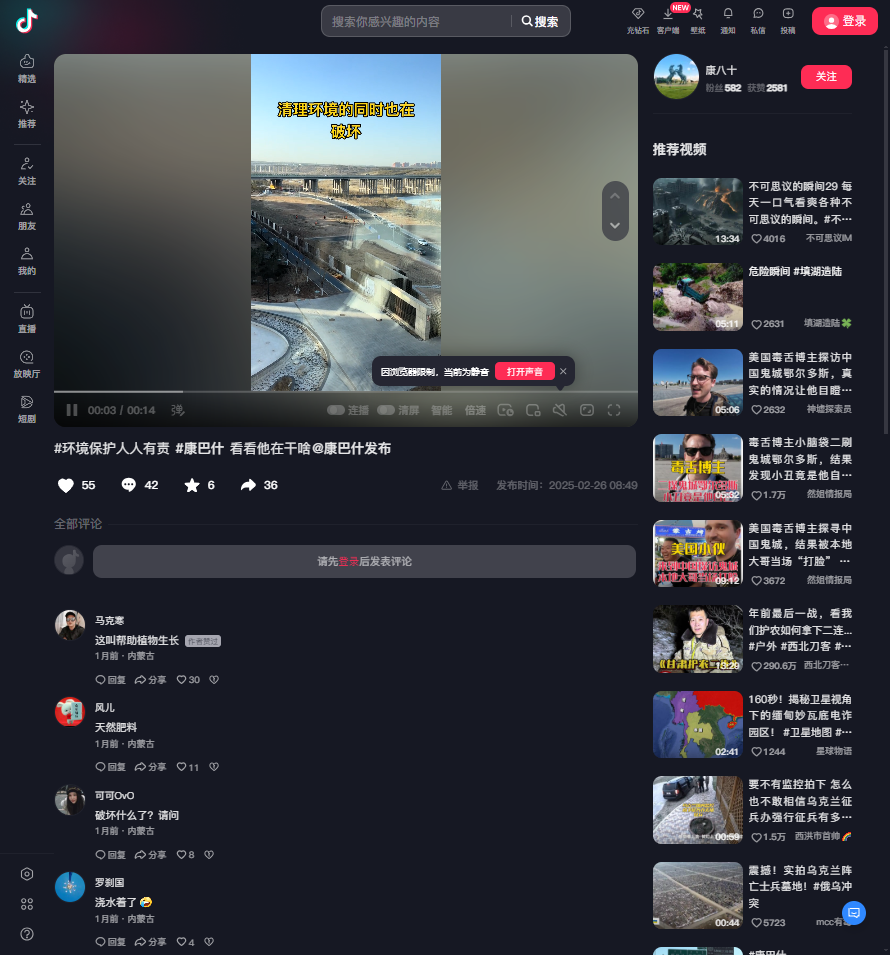 搜索你感兴趣的内容
搜索
充钻石
客户端
NEW
壁纸
通知
私信
投稿
登录
精选
推荐
关注
朋友
我的
直播
放映厅
短剧
清理环境的同时也在
破坏
因浏览器限制，当前为静音
打开声音
00:03 / 00:14
弹
连播
清屏
智能
倍速
#环境保护人人有责 #康巴什 看看他在干啥@康巴什发布
55
42
6
36
举报
发布时间：2025-02-26 08:49
全部评论
请先登录后发表评论
马克寒
这叫帮助植物生长 作者赞过
1月前 · 内蒙古
回复
分享
30
风儿
天然肥料
1月前 · 内蒙古
回复
分享
11
可可OvO
破坏什么了？请问
1月前 · 内蒙古
回复
分享
8
罗刹国
浇水着了🤣
1月前 · 内蒙古
回复
分享
4
康八十
粉丝582 获赞2581
关注
推荐视频
13:34
不可思议的瞬间29 每
天一口气看爽各种不
可思议的瞬间。#不…
4016
不可思议IM
05:11
危险瞬间 #填湖造陆
2631
填湖造陆🍀
05:06
美国毒舌博主探访中
国鬼城鄂尔多斯，真
实的情况让他目瞪…
2632
神墟探索员
毒舌博主
05:32
毒舌博主小脑袋二刷
鬼城鄂尔多斯，结果
发现小丑竟是他自…
1.7万
然姐情报局
美国小伙
本地大哥当场打脸
09:12
美国毒舌博主探寻中
国鬼城，结果被本地
大哥当场“打脸” …
3672
然姐情报局
15:29
年前最后一战，看我
们护农如何拿下二连...
#户外 #西北刀客 #…
290.6万
西北刀客…
02:41
160秒！揭秘卫星视角
下的缅甸妙瓦底电诈
园区！ #卫星地图 #…
1244
星球物语
00:59
要不有监控拍下 怎么
也不敢相信乌克兰征
兵办强行征兵有多…
1.5万
西洪市首帅🌈
00:44
震撼！实拍乌克兰阵
亡士兵墓地！#俄乌冲
突
5723
mcc有
#康巴什